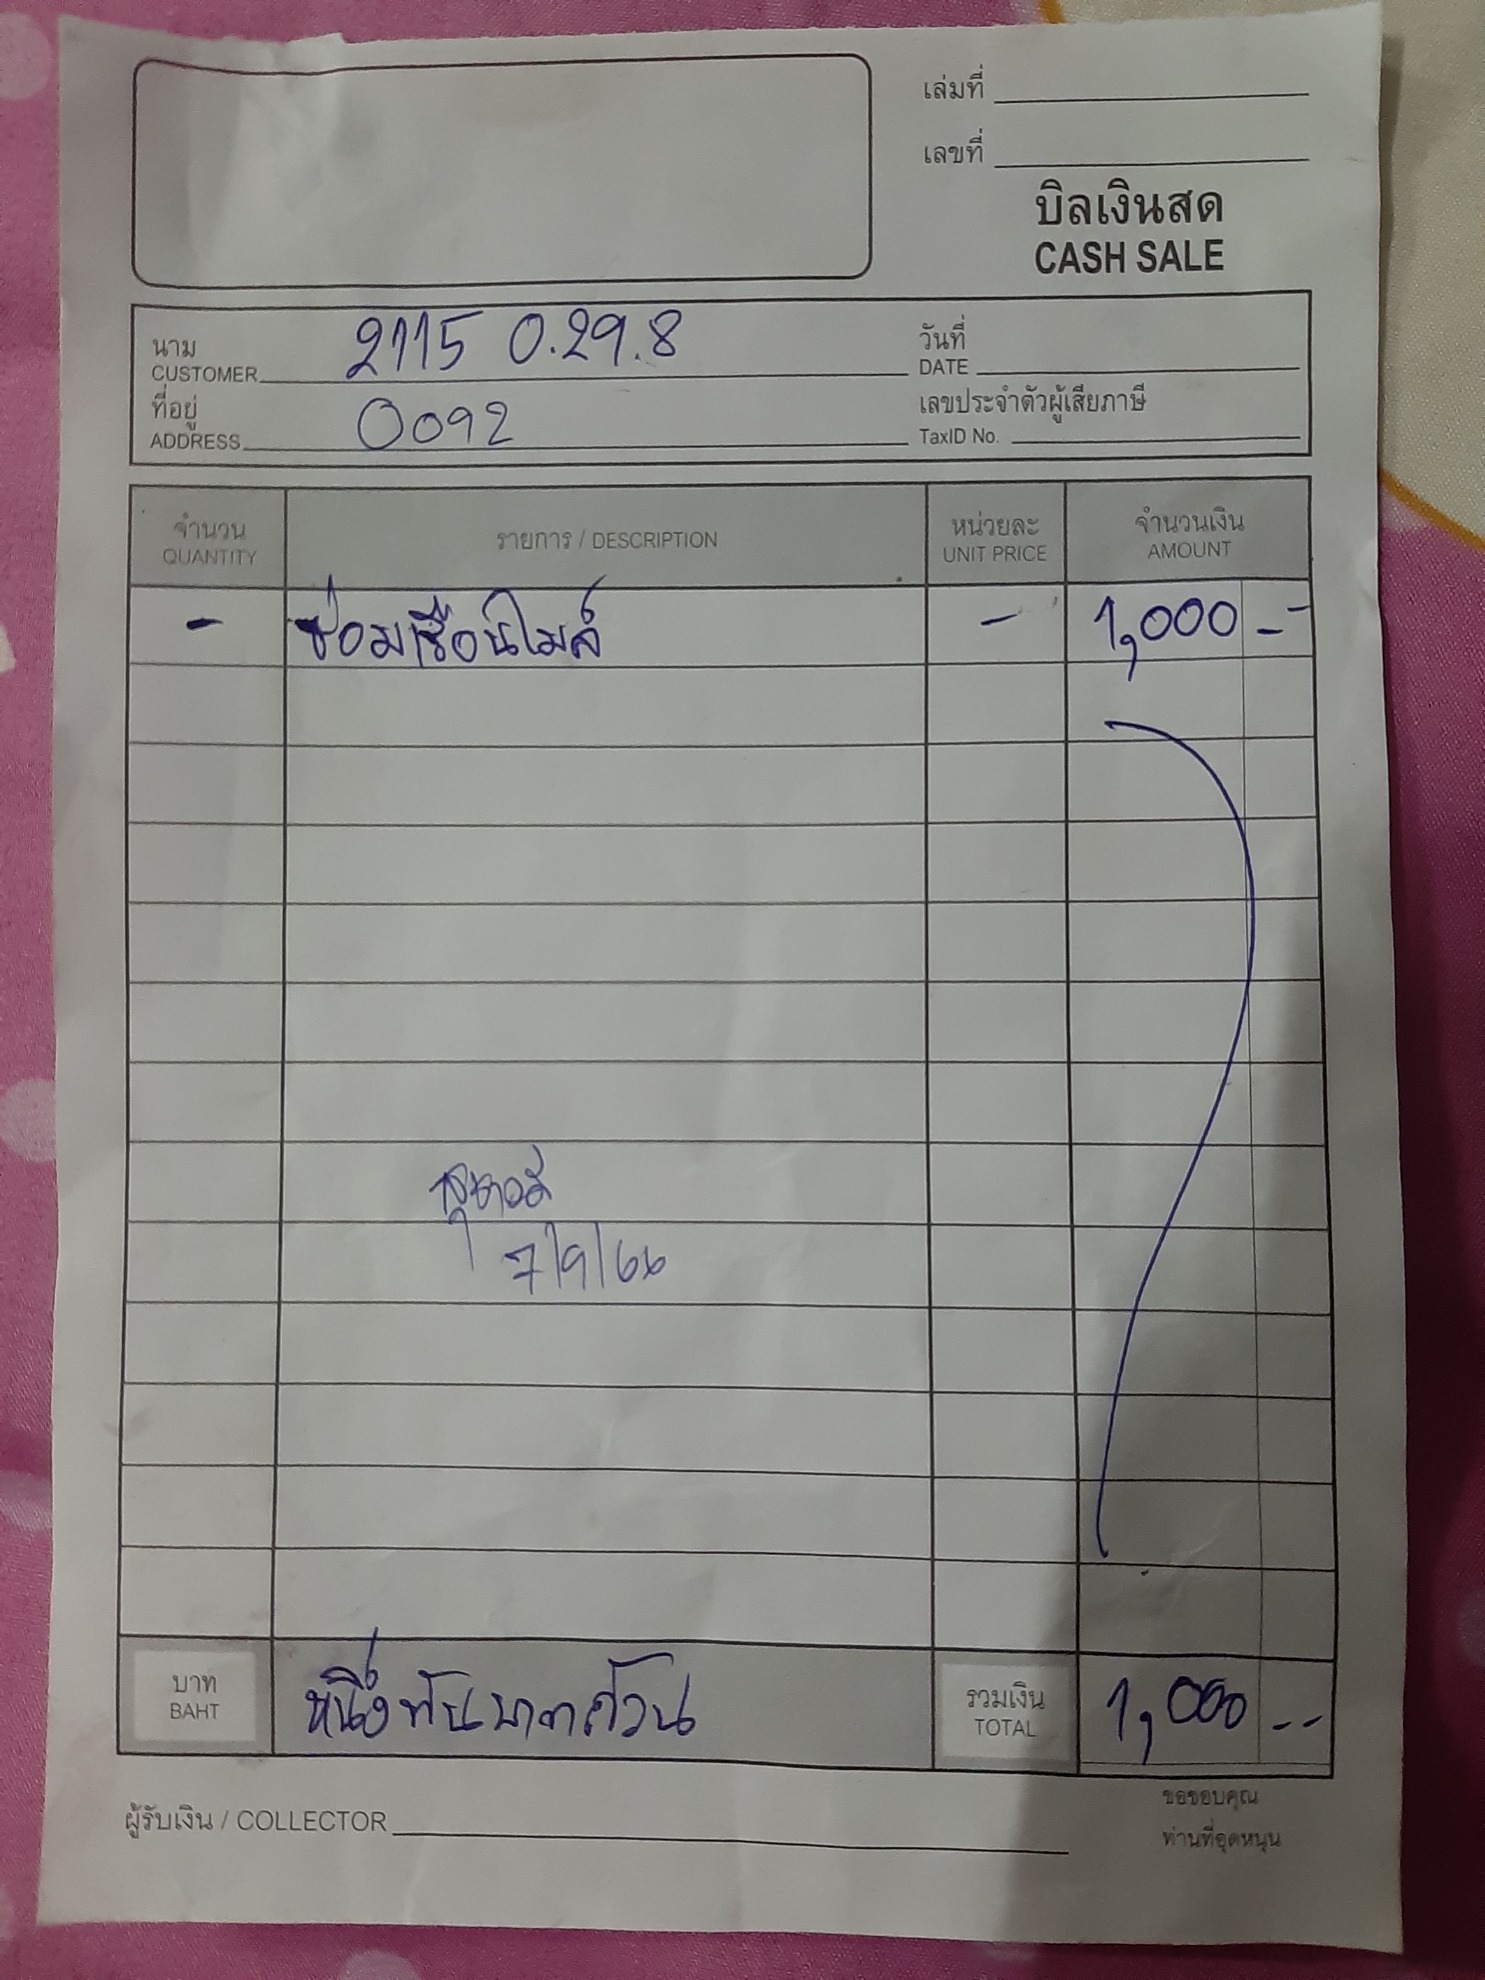 เล่มที่
เลขที่
บิลเงินสด
CASH SALE
นาม 2115 0.29.8 วันที่
CUSTOMER DATE
ที่อยู่ 0092 เลขประจำตัวผู้เสียภาษี
ADDRESS TaxID No.
จำนวน รายการ / DESCRIPTION หน่วยละ จำนวนเงิน
QUANTITY UNIT PRICE AMOUNT
- ซ่อมเรือนไมล์ - 1,000 --
7/9/66
บาท หนึ่งพันบาทถ้วน รวมเงิน 1,000 --
BAHT TOTAL
ผู้รับเงิน / COLLECTOR
ขอขอบคุณ
ท่านที่อุดหนุน